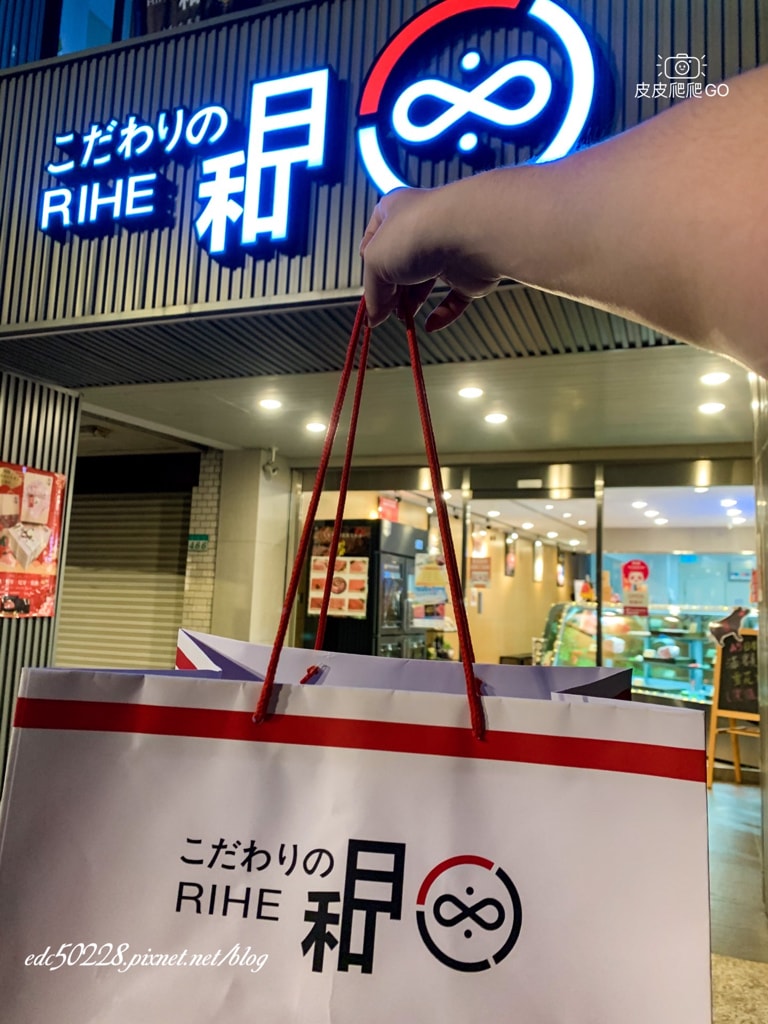 皮皮爬爬GO
こだわりの
RIHE
日和
こだわりの
RIHE
日和
edc50228.pixnet.net/blog